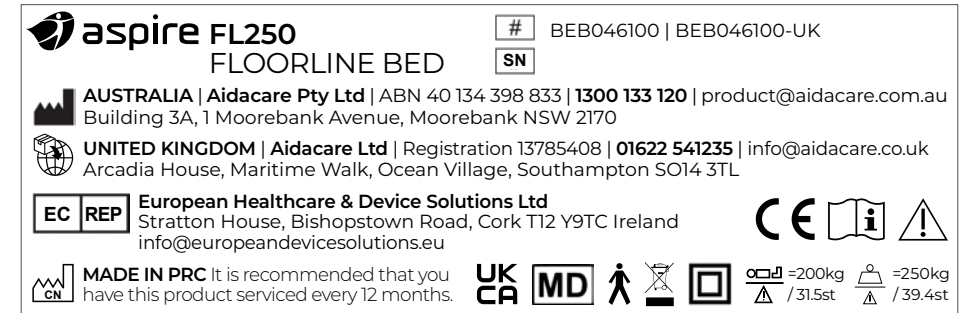 aspire FL250
FLOORLINE BED
# BEB046100 | BEB046100-UK
SN
AUSTRALIA | Aidacare Pty Ltd | ABN 40 134 398 833 | 1300 133 120 | product@aidacare.com.au
Building 3A, 1 Moorebank Avenue, Moorebank NSW 2170
UNITED KINGDOM | Aidacare Ltd | Registration 13785408 | 01622 541235 | info@aidacare.co.uk
Arcadia House, Maritime Walk, Ocean Village, Southampton SO14 3TL
EC REP
European Healthcare & Device Solutions Ltd
Stratton House, Bishopstown Road, Cork T12 Y9TC Ireland
info@europeandevicesolutions.eu
CE i !
CN
MADE IN PRC It is recommended that you
have this product serviced every 12 months.
UK
CA
MD
=200kg
/ 31.5st
=250kg
/ 39.4st